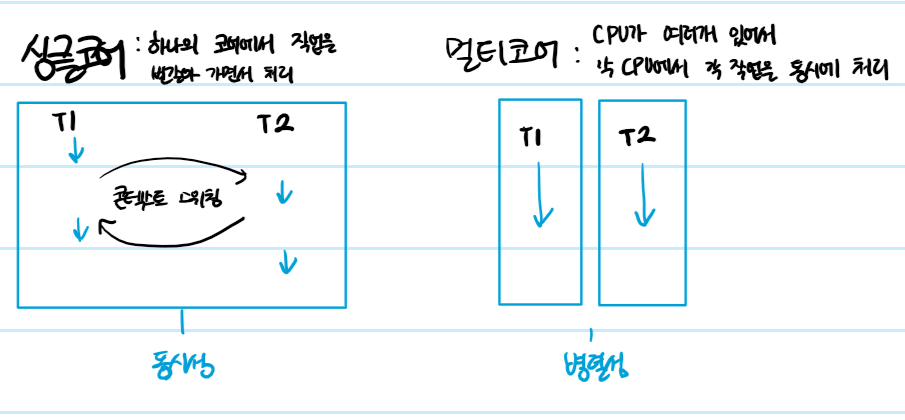 싱글코어 : 하나의 코어에서 작업을
번갈아 가면서 처리
멀티코어 : CPU가 여러개 있어서
각 CPU에서 각 작업을 동시에 처리
T1 T2
콘텍스트 스위칭
동시성
T1 T2
병렬성